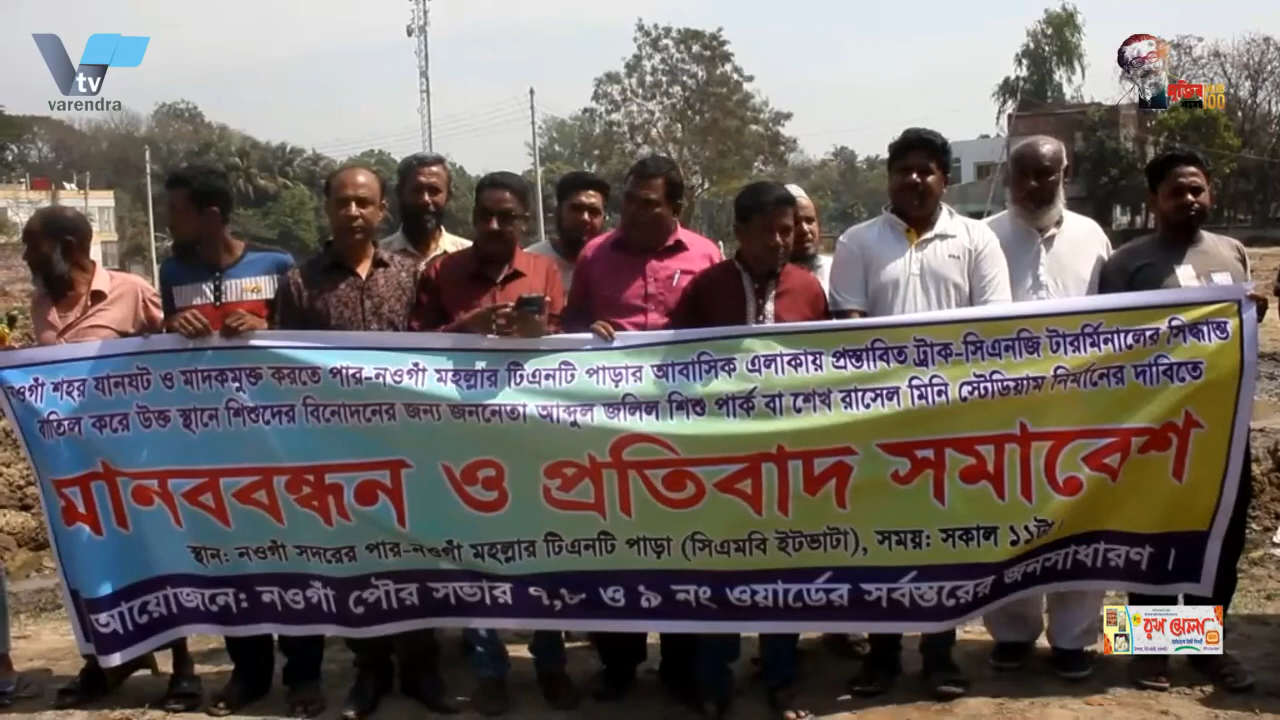 tv
varendra
মুজিব
100
নওগাঁ শহর যানযট ও মাদকমুক্ত করতে পার-নওগাঁ মহল্লার টিএনটি পাড়ার আবাসিক এলাকায় প্রস্তাবিত ট্রাক-সিএনজি টারর্মিনালের সিদ্ধান্ত
বাতিল করে উক্ত স্থানে শিশুদের বিনোদনের জন্য জননেতা আব্দুল জলিল শিশু পার্ক বা শেখ রাসেল মিনি স্টেডিয়াম নির্মানের দাবিতে
মানববন্ধন ও প্রতিবাদ সমাবেশ
স্থান: নওগাঁ সদরের পার-নওগাঁ মহল্লার টিএনটি পাড়া (সিএমবি ইটভাটা), সময়: সকাল ১১টা।
আয়োজনে: নওগাঁ পৌর সভার ৭,৮ ও ৯ নং ওয়ার্ডের সর্বস্তরের জনসাধারণ ।